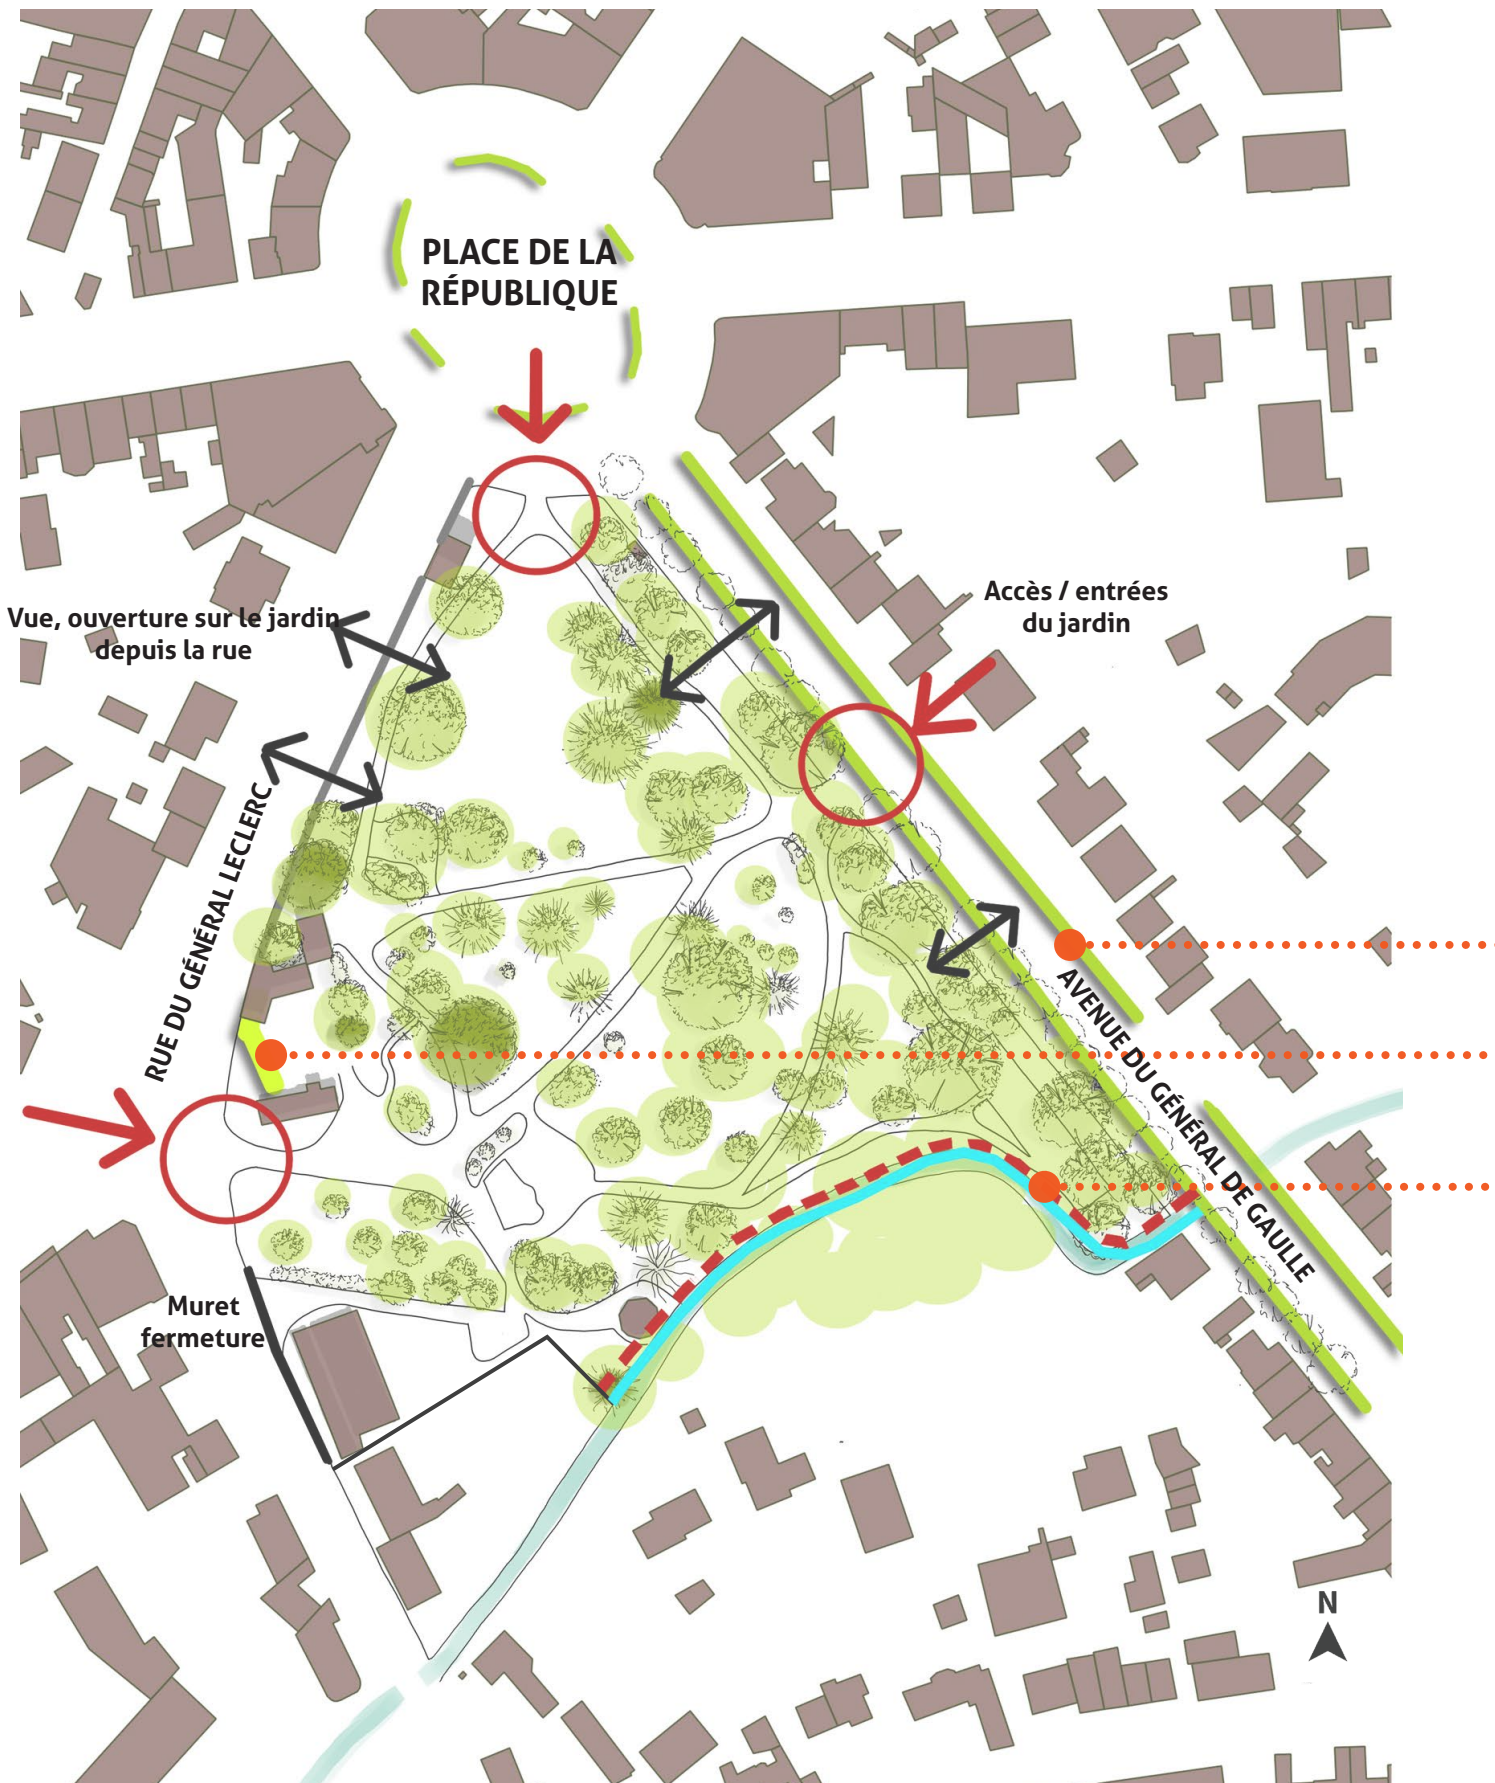 PLACE DE LA
RÉPUBLIQUE
Accès / entrées
du jardin
Vue, ouverture sur le jardin
depuis la rue
RUE DU GÉNÉRAL LECLERC
AVENUE DU GÉNÉRAL DE GAULLE
Muret
fermeture
N